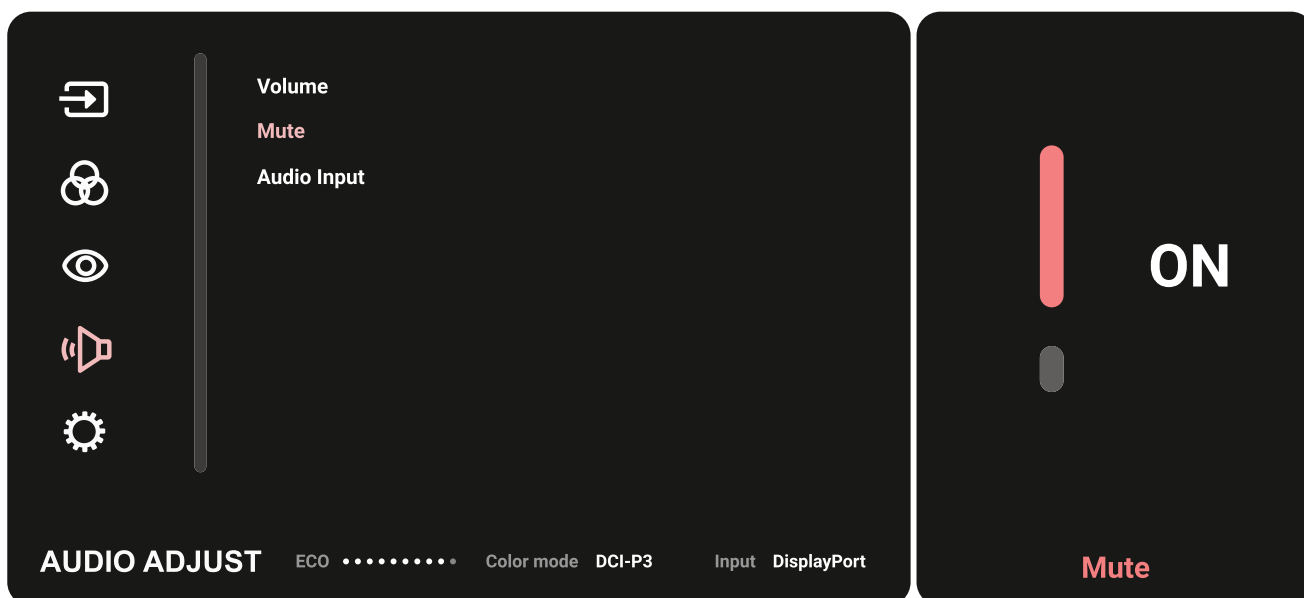 Volume
Mute
Audio Input
ON
AUDIO ADJUST ECO Color mode DCI-P3 Input DisplayPort
Mute